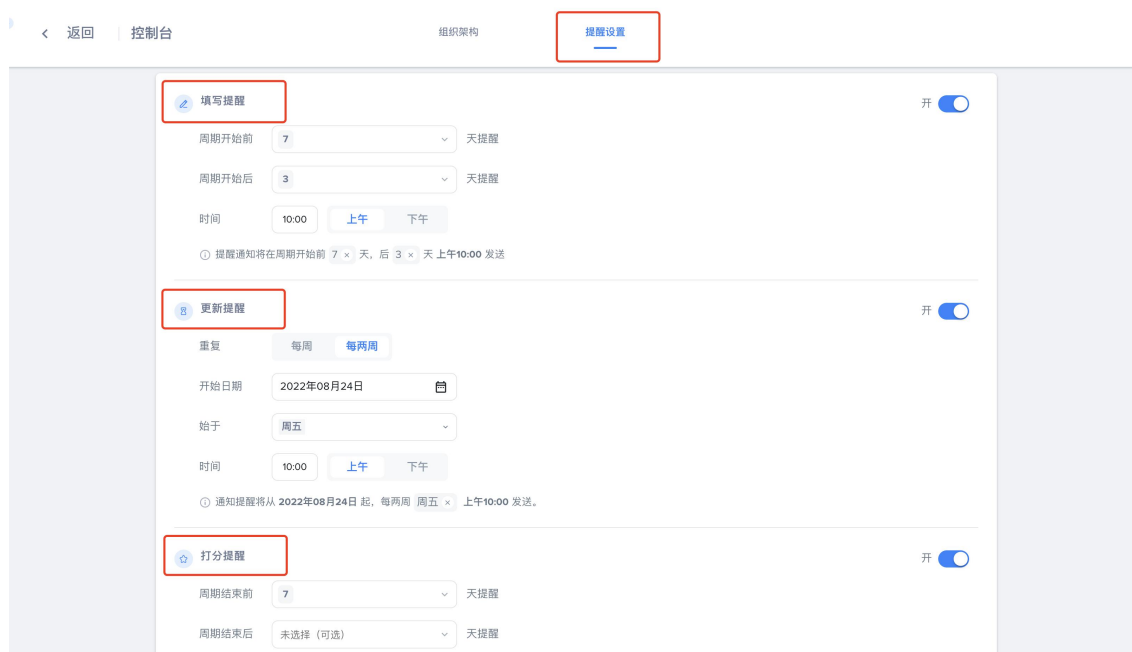 返回 控制台 组织架构 提醒设置
填写提醒 开
周期开始前 7 天提醒
周期开始后 3 天提醒
时间 10:00 上午 下午
提醒通知将在周期开始前 7 × 天，后 3 × 天 上午10:00 发送
更新提醒 开
重复 每周 每两周
开始日期 2022年08月24日
始于 周五
时间 10:00 上午 下午
通知提醒将从 2022年08月24日 起，每两周 周五 × 上午10:00 发送。
打分提醒 开
周期结束前 7 天提醒
周期结束后 未选择（可选） 天提醒